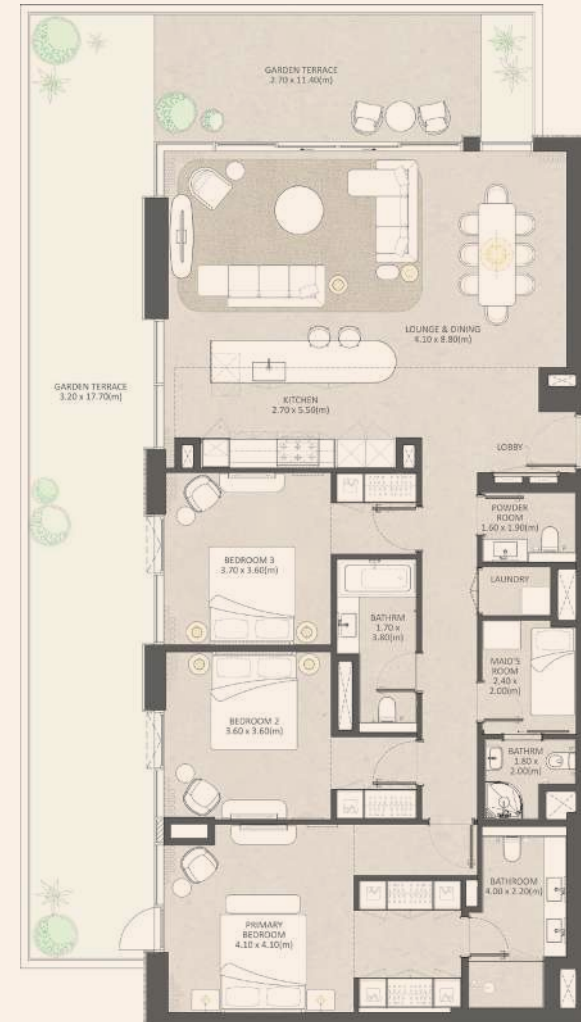 GARDEN TERRACE
2.70 x 11.40(m)
LOUNGE & DINING
4.10 x 8.80(m)
GARDEN TERRACE
3.20 x 17.70(m)
KITCHEN
2.70 x 5.50(m)
LOBBY
POWDER
ROOM
1.60 x 1.90(m)
BEDROOM 3
3.70 x 3.60(m)
LAUNDRY
BATHRM
1.70 x
3.80(m)
MAID'S
ROOM
2.40 x
2.00(m)
BEDROOM 2
3.60 x 3.60(m)
BATHRM
1.80 x
2.00(m)
BATHROOM
4.00 x 2.20(m)
PRIMARY
BEDROOM
4.10 x 4.10(m)